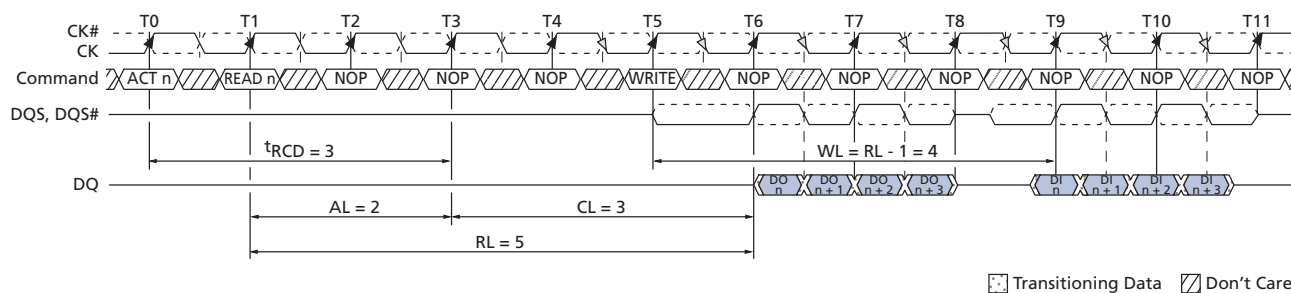 T0 T1 T2 T3 T4 T5 T6 T7 T8 T9 T10 T11
CK#
CK
Command ACT n READ n NOP NOP NOP WRITE NOP NOP NOP NOP NOP NOP
DQS, DQS#
tRCD = 3 WL = RL - 1 = 4
DQ DO n DO n + 1 DO n + 2 DO n + 3 DI n DI n + 1 DI n + 2 DI n + 3
AL = 2 CL = 3
RL = 5
Transitioning Data Don't Care